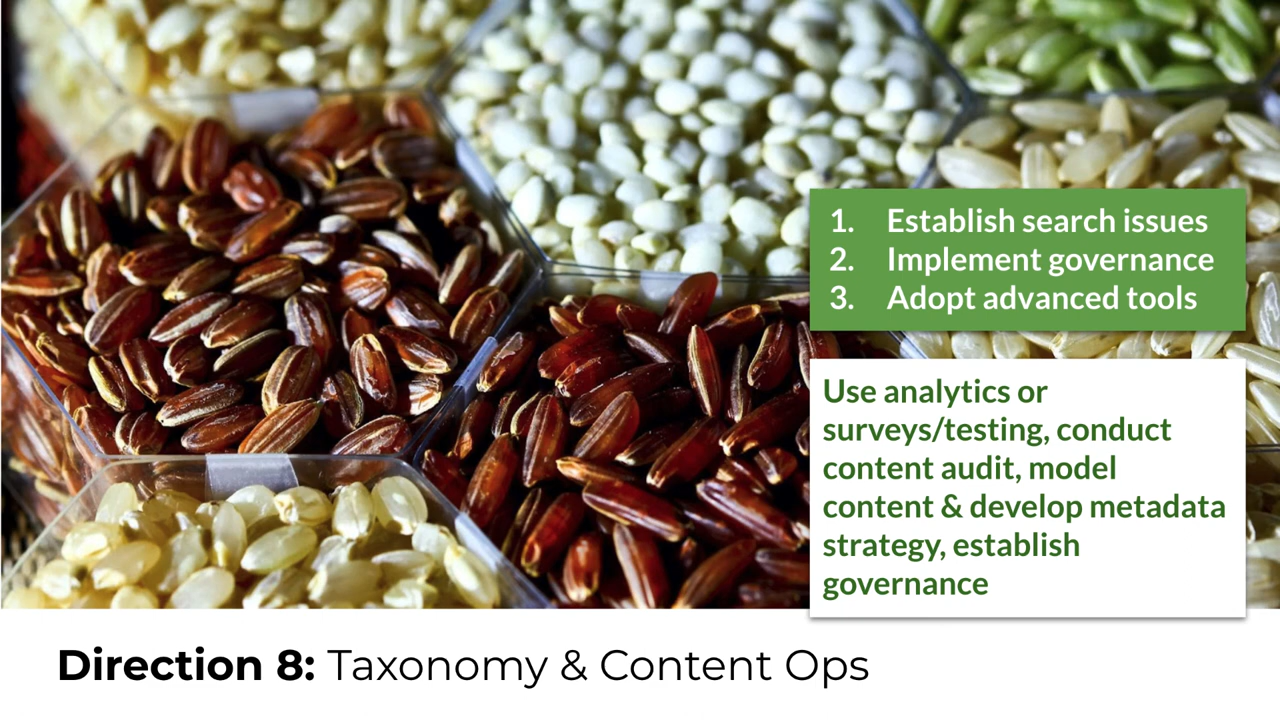 1. Establish search issues
2. Implement governance
3. Adopt advanced tools
Use analytics or
surveys/testing, conduct
content audit, model
content & develop metadata
strategy, establish
governance
Direction 8: Taxonomy & Content Ops